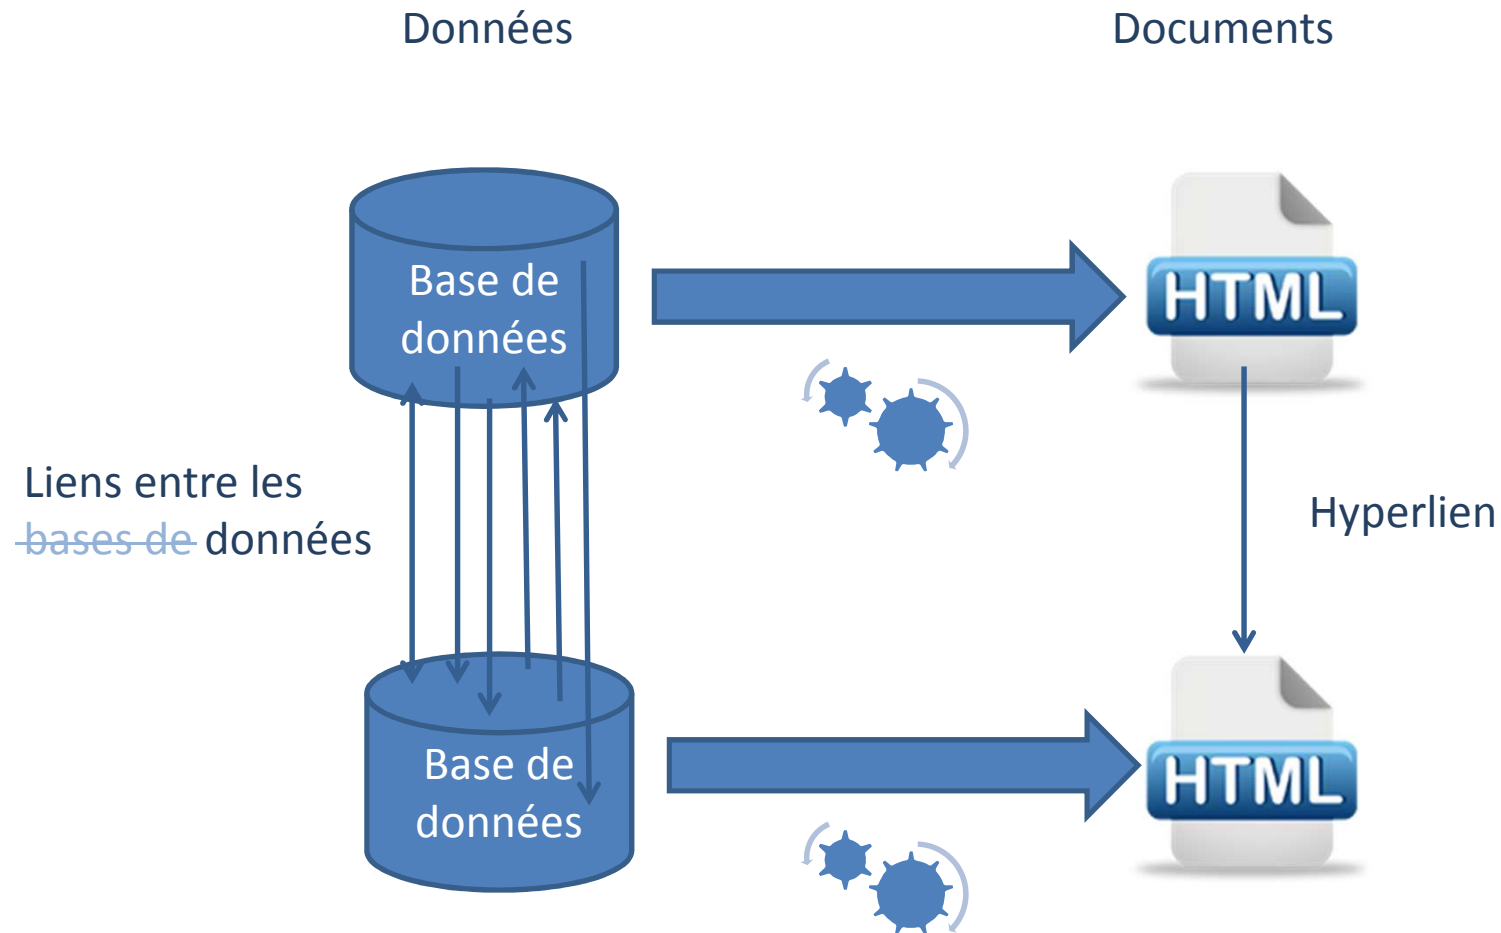 Données
Documents
Base de
données
HTML
Liens entre les
bases de données
Hyperlien
Base de
données
HTML